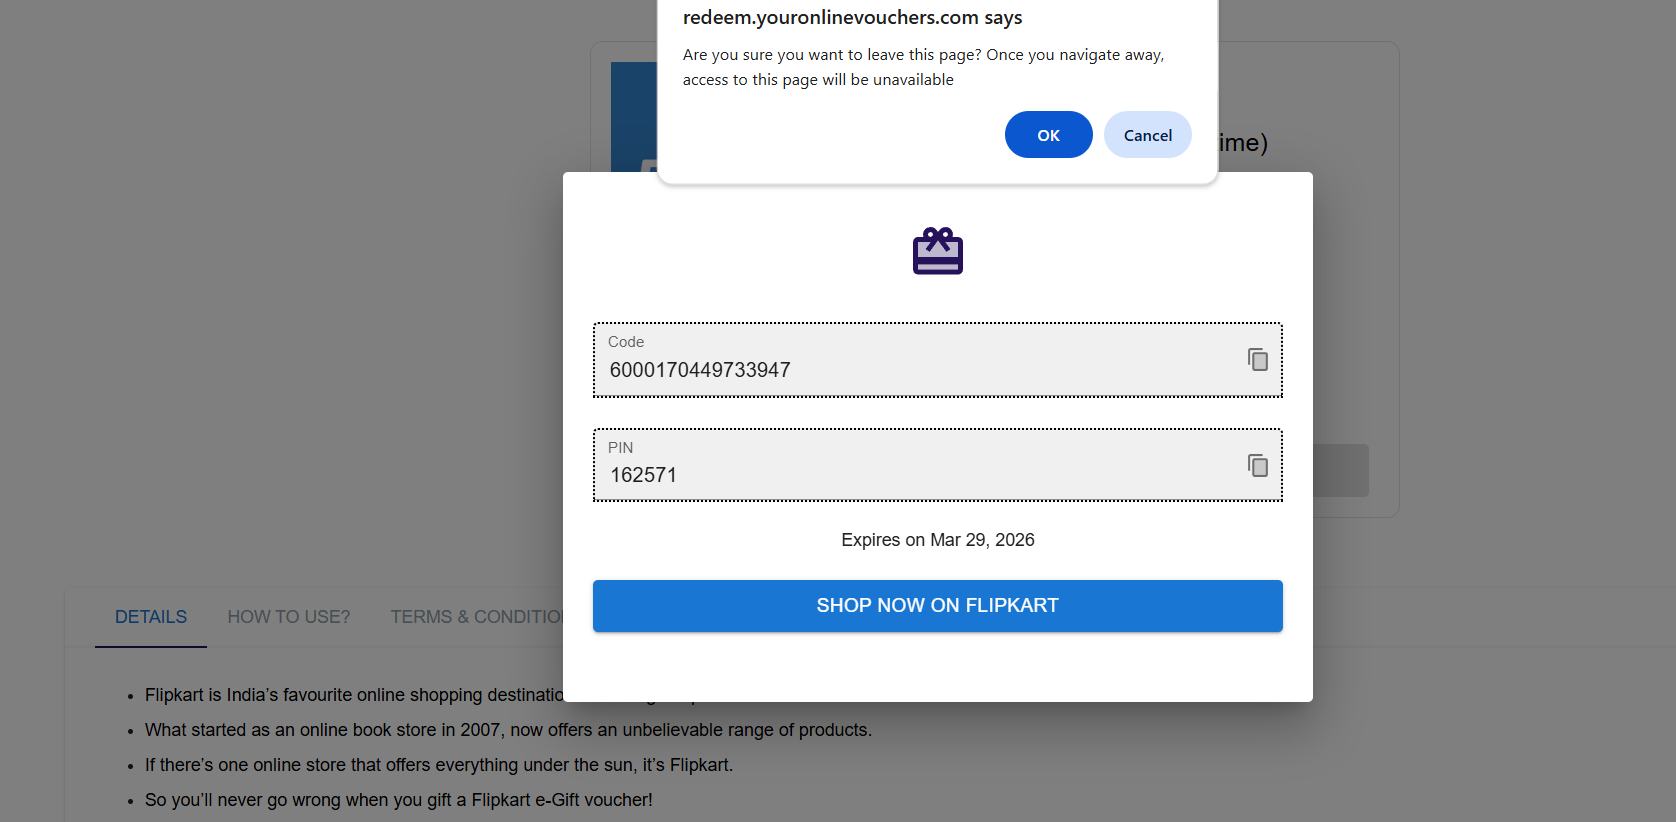 redeem.youronlinevouchers.com says
Are you sure you want to leave this page? Once you navigate away,
access to this page will be unavailable
OK
Cancel
Code
6000170449733947
PIN
162571
Expires on Mar 29, 2026
SHOP NOW ON FLIPKART
DETAILS
HOW TO USE?
TERMS &
Flipkart is India's favourite online shopping
What started as an online book store in 2007, now offers an unbelievable range of products.
If there's one online store that offers everything under the sun, it's Flipkart.
So you'll never go wrong when you gift a Flipkart e-Gift voucher!